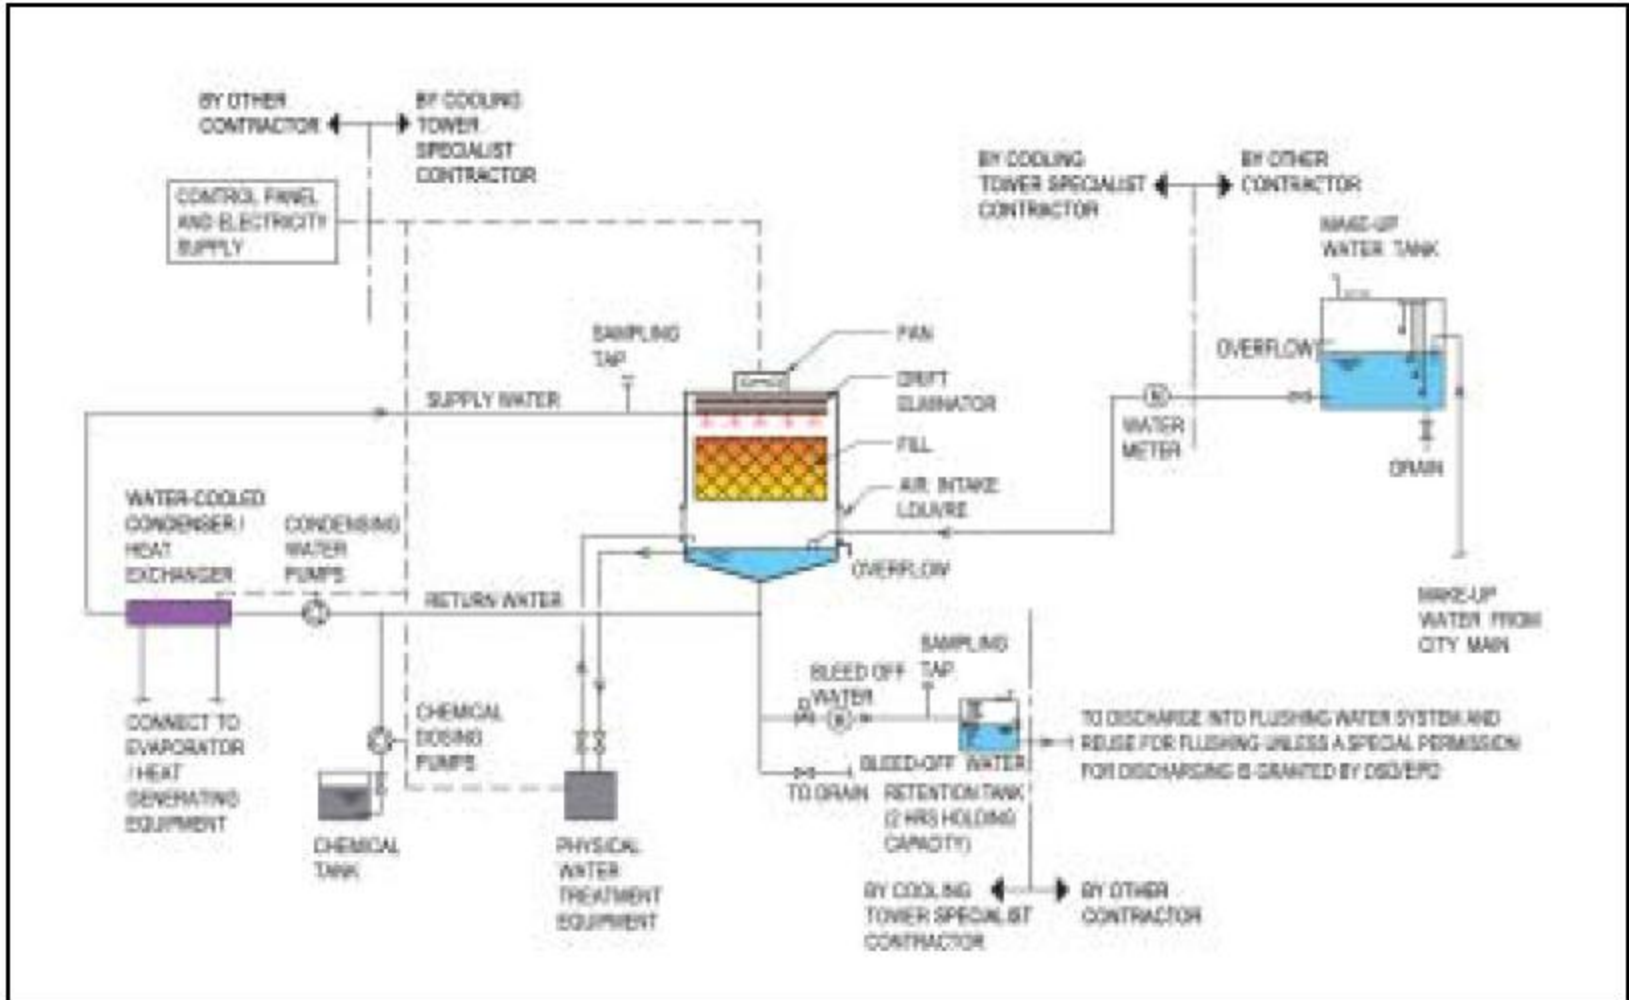 BY OTHER
CONTRACTOR
BY COOLING
TOWER
SPECIALIST
CONTRACTOR
CONTROL PANEL
AND ELECTRICITY
SUPPLY
BY COOLING
TOWER SPECIALIST
CONTRACTOR
BY OTHER
CONTRACTOR
MAKE-UP
WATER TANK
OVERFLOW
DRAIN
WATER
METER
MAKE-UP
WATER FROM
CITY MAIN
SAMPLING
TAP
FAN
DRIFT
ELIMINATOR
FILL
AIR INTAKE
LOUVRE
OVERFLOW
SUPPLY WATER
WATER-COOLED
CONDENSER /
HEAT
EXCHANGER
CONDENSING
WATER
PUMPS
RETURN WATER
CONNECT TO
EVAPORATOR
/ HEAT
GENERATING
EQUIPMENT
CHEMICAL
DOSING
PUMPS
CHEMICAL
TANK
PHYSICAL
WATER
TREATMENT
EQUIPMENT
BLEED OFF
WATER
SAMPLING
TAP
TO DRAIN
BLEED-OFF WATER
RETENTION TANK
(2 HRS HOLDING
CAPACITY)
TO DISCHARGE INTO FLUSHING WATER SYSTEM AND
REUSE FOR FLUSHING UNLESS A SPECIAL PERMISSION
FOR DISCHARGING IS GRANTED BY DSD/EPD
BY COOLING
TOWER SPECIALIST
CONTRACTOR
BY OTHER
CONTRACTOR